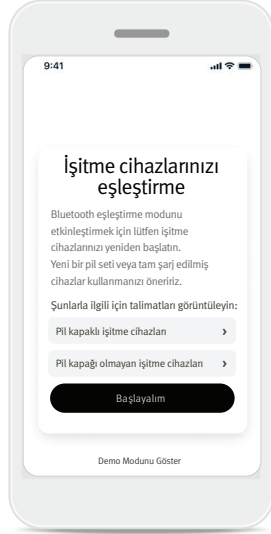 9:41
İşitme cihazlarınızı
eşleştirme
Bluetooth eşleştirme modunu
etkinleştirmek için lütfen işitme
cihazlarınızı yeniden başlatın.
Yeni bir pil seti veya tam şarj edilmiş
cihazlar kullanmanızı öneririz.
Şunlarla ilgili için talimatları görüntüleyin:
Pil kapaklı işitme cihazları
Pil kapağı olmayan işitme cihazları
Başlayalım
Demo Modunu Göster